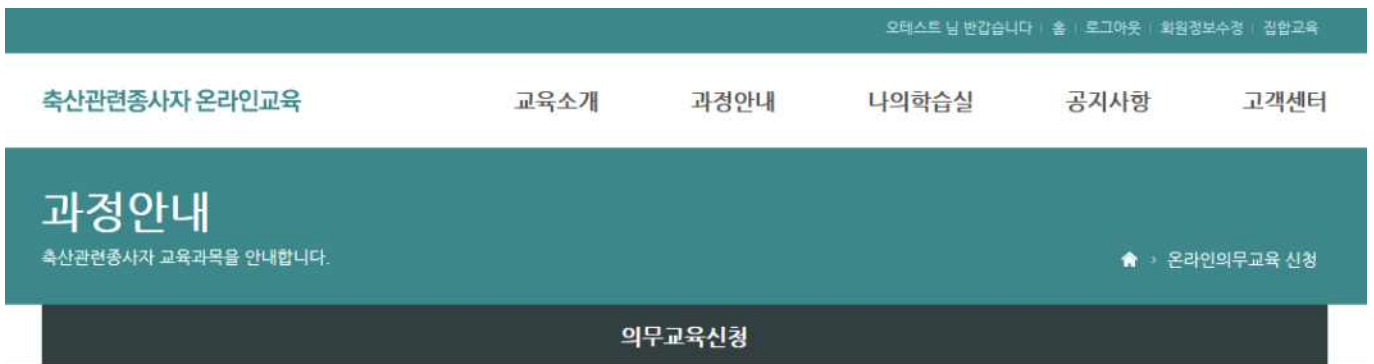 오테스트 님 반갑습니다 | 홈 | 로그아웃 | 회원정보수정 | 집합교육
축산관련종사자 온라인교육 교육소개 과정안내 나의학습실 공지사항 고객센터
과정안내
축산관련종사자 교육과목을 안내합니다.
› 온라인의무교육 신청
의무교육신청